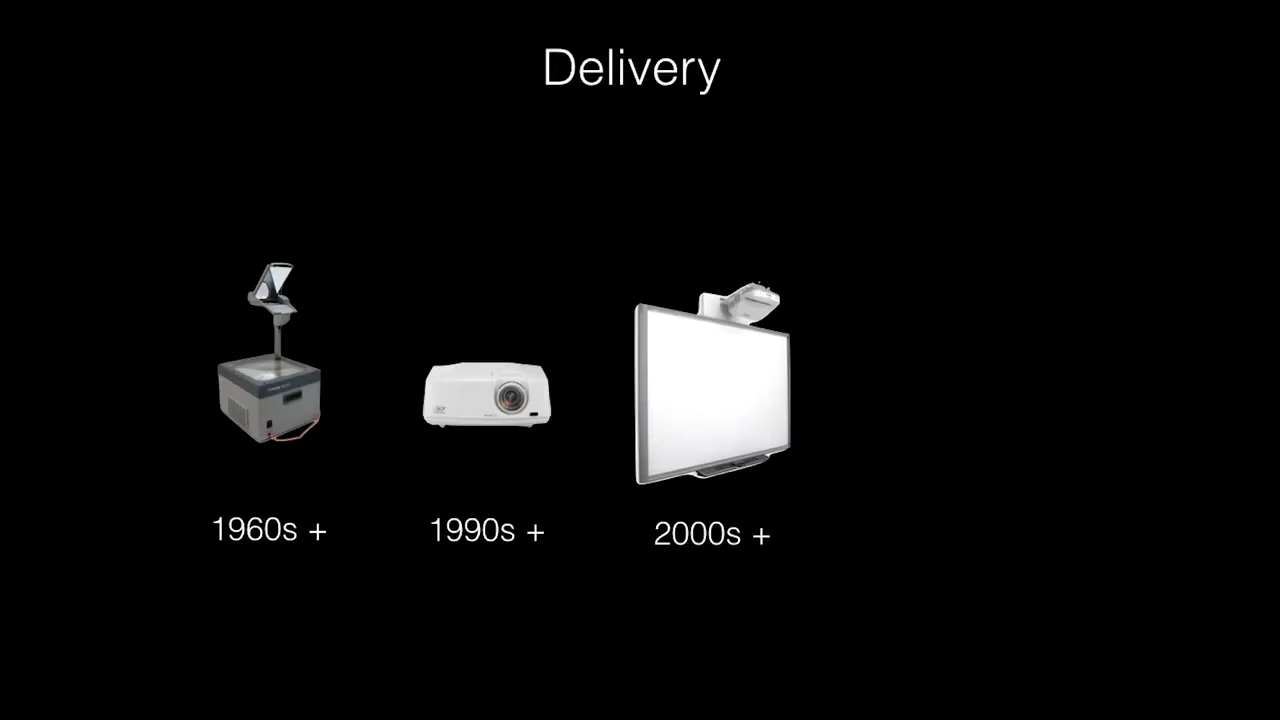 Delivery
1960s +
1990s +
2000s +